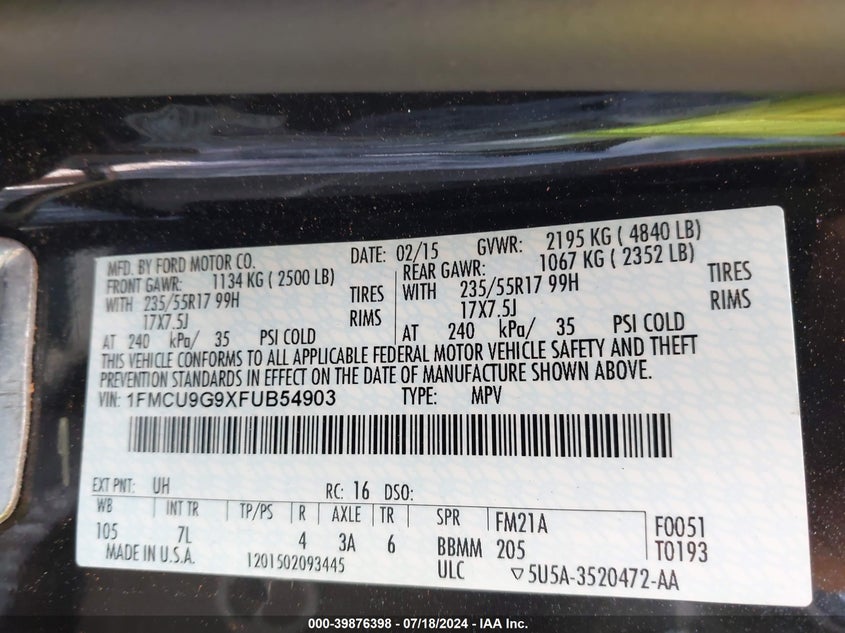 MFD. BY FORD MOTOR CO. DATE: 02/15 GVWR: 2195 KG ( 4840 LB)
FRONT GAWR: 1134 KG ( 2500 LB) REAR GAWR: 1067 KG ( 2352 LB)
WITH 235/55R17 99H TIRES WITH 235/55R17 99H TIRES
17X7.5J RIMS 17X7.5J RIMS
AT 240 kPa/ 35 PSI COLD AT 240 kPa/ 35 PSI COLD
THIS VEHICLE CONFORMS TO ALL APPLICABLE FEDERAL MOTOR VEHICLE SAFETY AND THEFT
PREVENTION STANDARDS IN EFFECT ON THE DATE OF MANUFACTURE SHOWN ABOVE.
VIN: 1FMCU9G9XFUB54903 TYPE: MPV
EXT PNT: UH RC: 16 DSO:
WB INT TR TP/PS R AXLE TR SPR FM21A F0051
105 7L 4 3A 6 BBMM 205 T0193
MADE IN U.S.A. 1201502093445 ULC ▽5U5A-3520472-AA
000-39876398 - 07/18/2024 - IAA Inc.